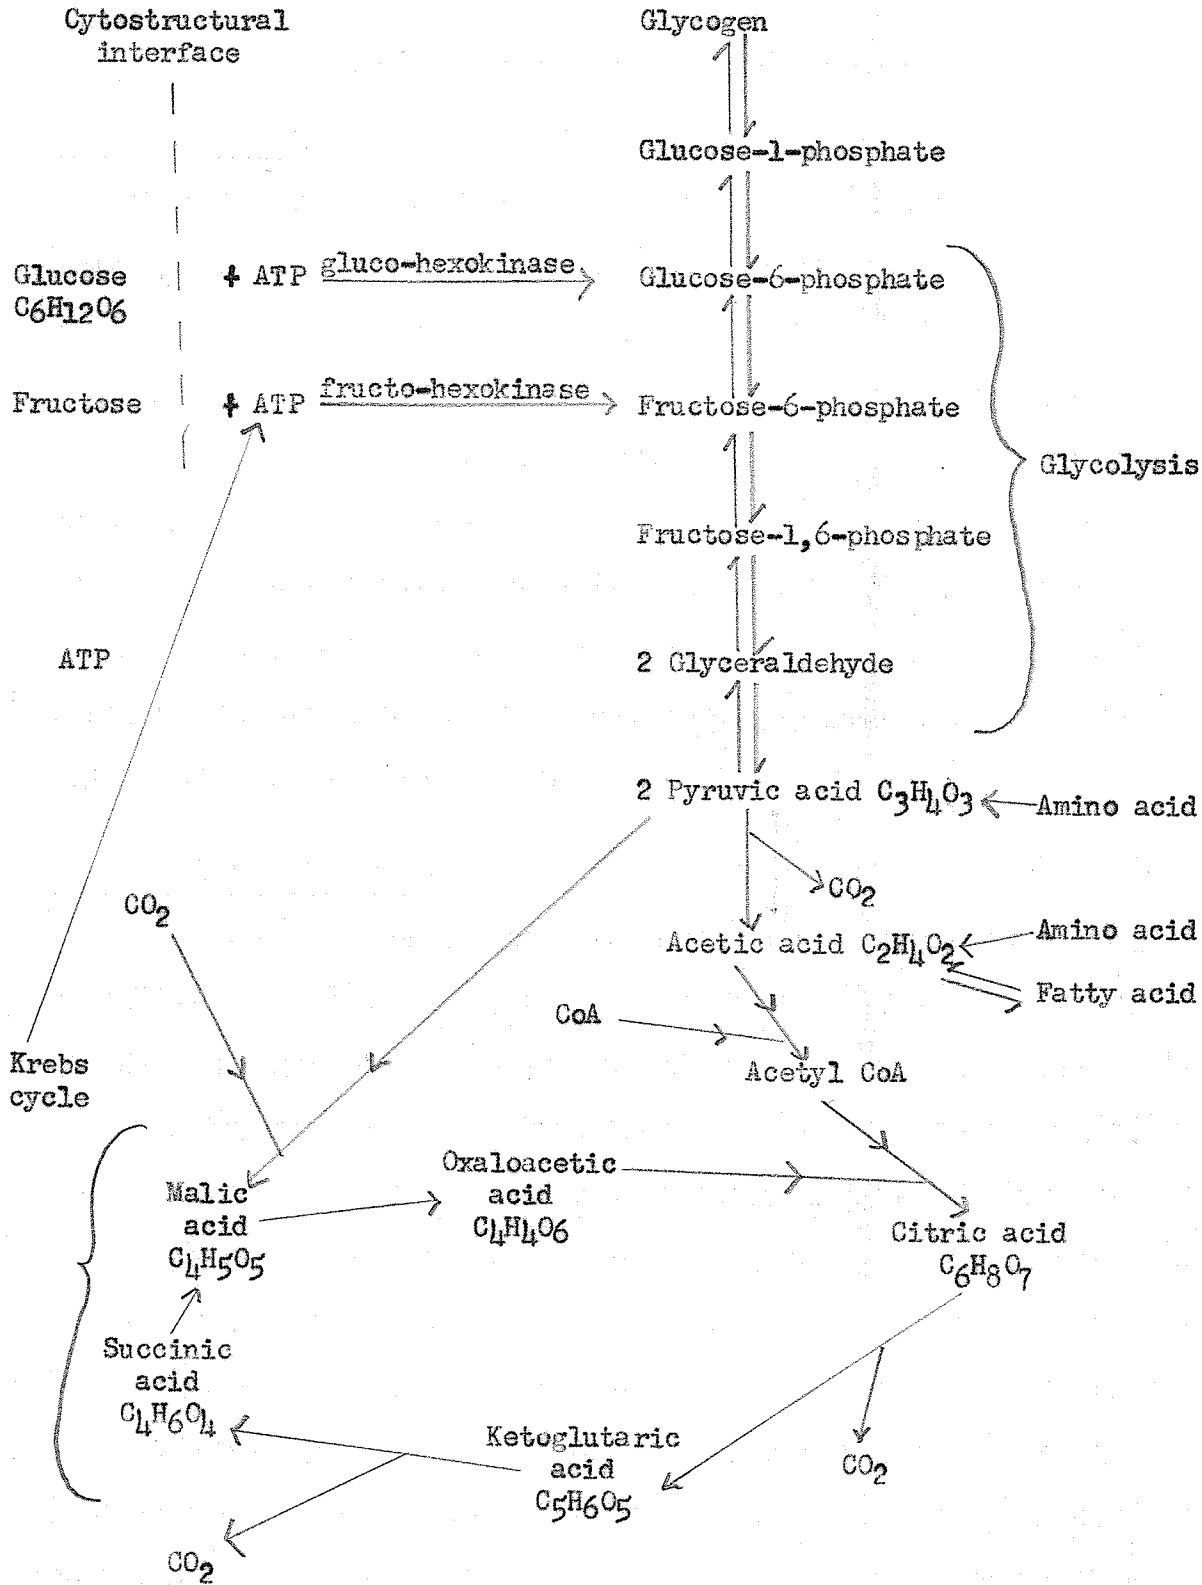 Cytostructural
interface
Glycogen
Glucose-1-phosphate
Glucose
C6H12O6
+ ATP
gluco-hexokinase
Glucose-6-phosphate
Fructose
+ ATP
fructo-hexokinase
Fructose-6-phosphate
Glycolysis
Fructose-1,6-phosphate
ATP
2 Glyceraldehyde
2 Pyruvic acid C3H4O3
Amino acid
CO2
CO2
Acetic acid C2H4O2
Amino acid
Fatty acid
CoA
Krebs
cycle
Acetyl CoA
Malic
acid
C4H5O5
Oxaloacetic
acid
C4H4O6
Citric acid
C6H8O7
Succinic
acid
C4H6O4
Ketoglutaric
acid
C5H6O5
CO2
CO2